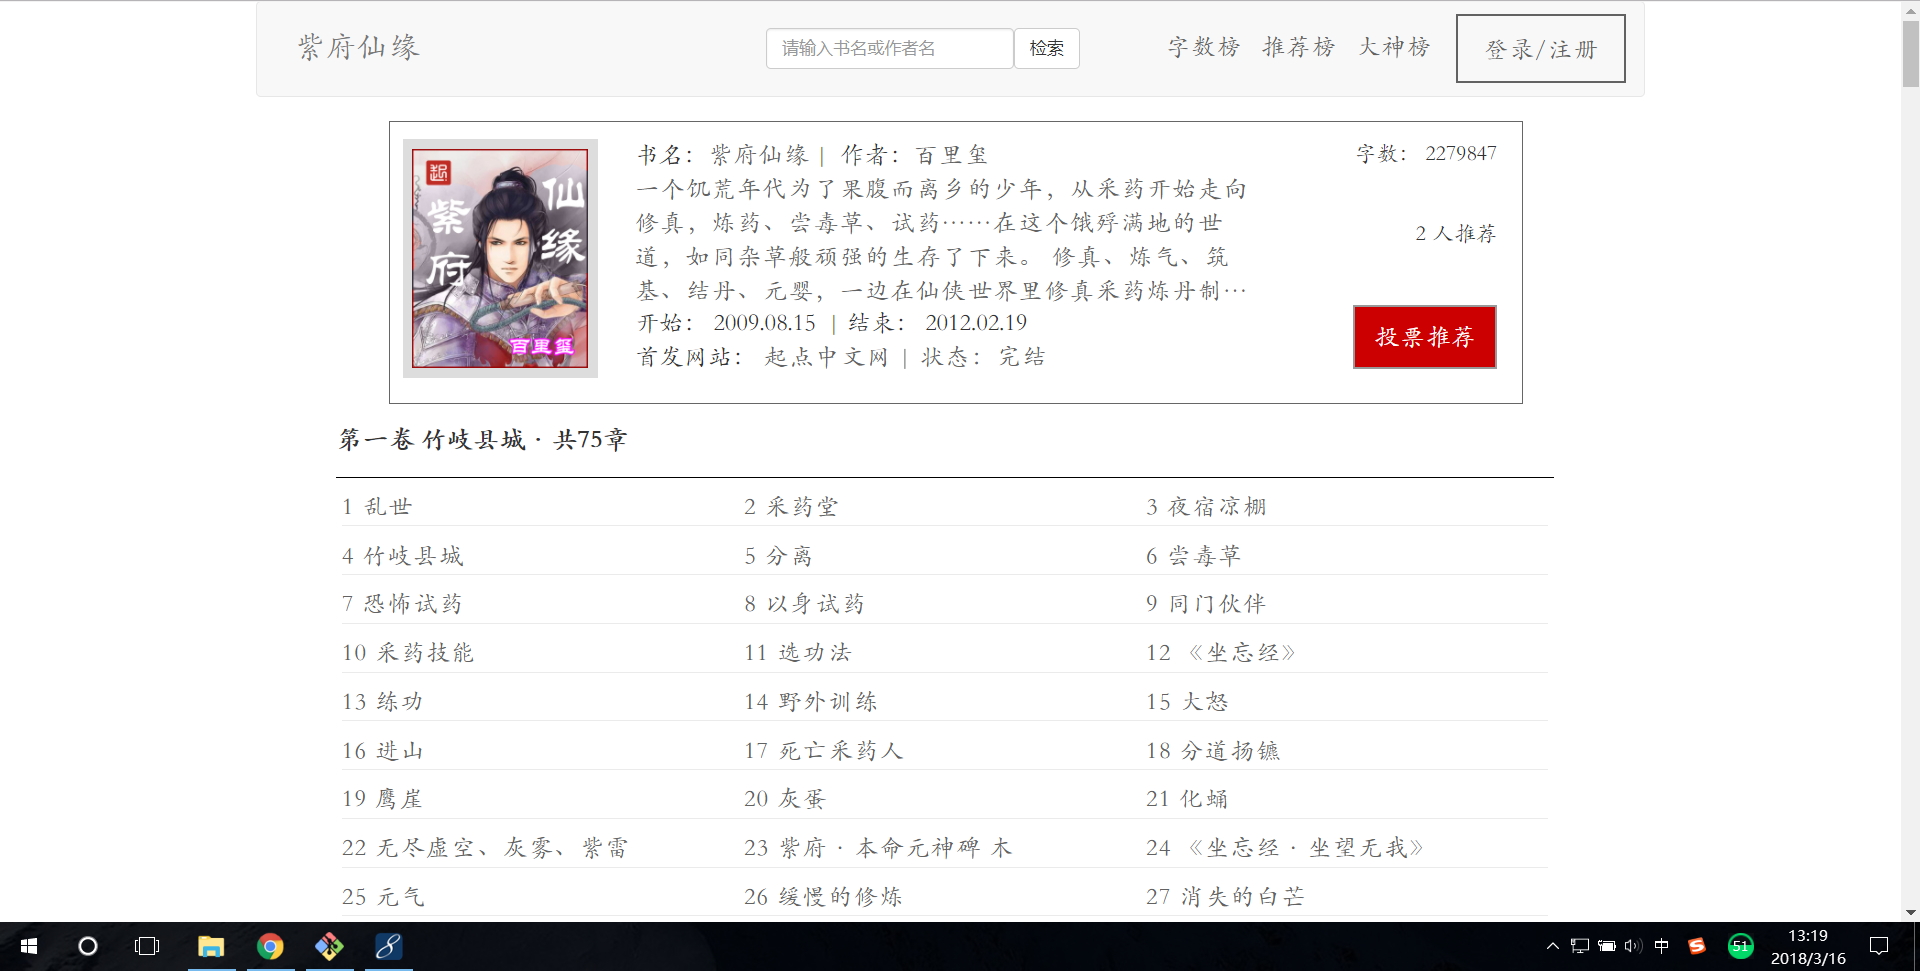 紫府仙缘
请输入书名或作者名
检索
字数榜 推荐榜 大神榜
登录/注册
紫府
仙缘
百里玺
书名： 紫府仙缘 | 作者： 百里玺
一个饥荒年代为了果腹而离乡的少年，从采药开始走向
修真，炼药、尝毒草、试药……在这个饿殍满地的世
道，如同杂草般顽强的生存了下来。 修真、炼气、筑
基、结丹、元婴，一边在仙侠世界里修真采药炼丹制…
开始： 2009.08.15 | 结束： 2012.02.19
首发网站： 起点中文网 | 状态： 完结
字数： 2279847
2 人推荐
投票推荐
第一卷 竹岐县城 · 共75章
1 乱世 2 采药堂 3 夜宿凉棚
4 竹岐县城 5 分离 6 尝毒草
7 恐怖试药 8 以身试药 9 同门伙伴
10 采药技能 11 选功法 12 《坐忘经》
13 练功 14 野外训练 15 大怒
16 进山 17 死亡采药人 18 分道扬镳
19 鹰崖 20 灰蛋 21 化蛹
22 无尽虚空、灰雾、紫雷 23 紫府 · 本命元神碑 木 24 《坐忘经 · 坐望无我》
25 元气 26 缓慢的修炼 27 消失的白芒
中
51
13:19
2018/3/16